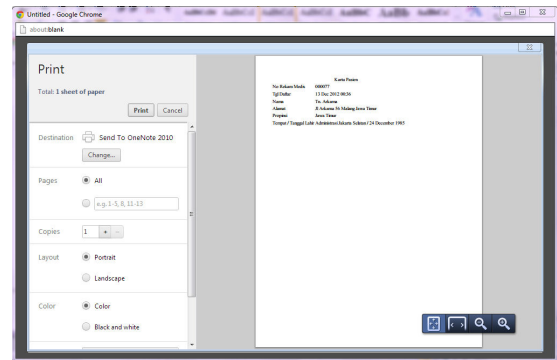 Untitled - Google Chrome
about:blank
Print
Total: 1 sheet of paper
Print Cancel
Destination Send To OneNote 2010
Change...
Pages All
e.g. 1-5, 8, 11-13
Copies 1 + -
Layout Portrait
Landscape
Color Color
Black and white
Kartu Pasien
No Rekam Medis 000077
Tgl Daftar 13 Dec 2012 00:36
Nama Tn. Arkana
Alamat Jl Arkana 56 Malang Jawa Timur
Propinsi Jawa Timur
Tempat / Tanggal Lahir Administrasi Jakarta Selatan / 24 December 1985